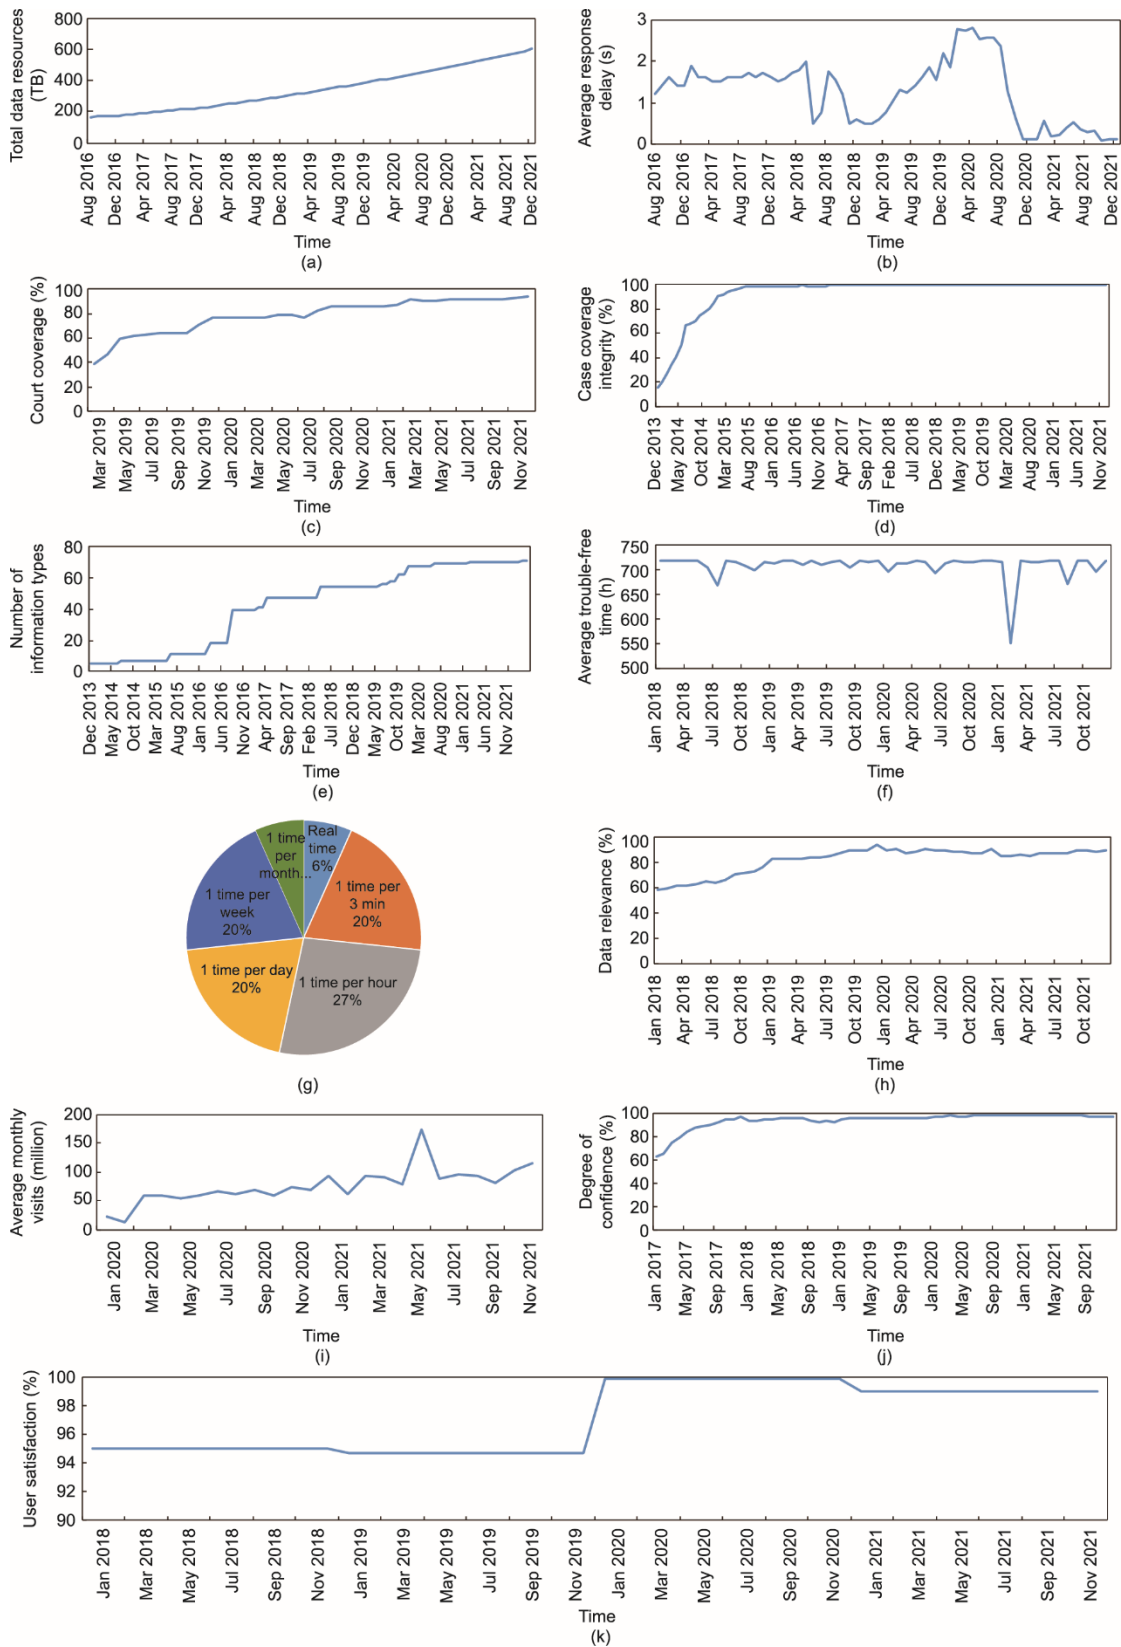 Total data resources
(TB)
800
600
400
200
0
Aug 2016
Dec 2016
Apr 2017
Aug 2017
Dec 2017
Apr 2018
Aug 2018
Dec 2018
Apr 2019
Aug 2019
Dec 2019
Apr 2020
Aug 2020
Dec 2020
Apr 2021
Aug 2021
Dec 2021
Time
(a)
Average response
delay (s)
3
2
1
0
Aug 2016
Dec 2016
Apr 2017
Aug 2017
Dec 2017
Apr 2018
Aug 2018
Dec 2018
Apr 2019
Aug 2019
Dec 2019
Apr 2020
Aug 2020
Dec 2020
Apr 2021
Aug 2021
Dec 2021
Time
(b)
Court coverage (%)
100
80
60
40
20
0
Mar 2019
May 2019
Jul 2019
Sep 2019
Nov 2019
Jan 2020
Mar 2020
May 2020
Jul 2020
Sep 2020
Nov 2020
Jan 2021
Mar 2021
May 2021
Jul 2021
Sep 2021
Nov 2021
Time
(c)
Case coverage
integrity (%)
100
80
60
40
20
0
Dec 2013
May 2014
Oct 2014
Mar 2015
Aug 2015
Jan 2016
Jun 2016
Nov 2016
Apr 2017
Sep 2017
Feb 2018
Jul 2018
Dec 2018
May 2019
Oct 2019
Mar 2020
Aug 2020
Jan 2021
Jun 2021
Nov 2021
Time
(d)
Number of
information types
80
60
40
20
0
Dec 2013
May 2014
Oct 2014
Mar 2015
Aug 2015
Jan 2016
Jun 2016
Nov 2016
Apr 2017
Sep 2017
Feb 2018
Jul 2018
Dec 2018
May 2019
Oct 2019
Mar 2020
Aug 2020
Jan 2021
Jun 2021
Nov 2021
Time
(e)
Average trouble-free
time (h)
750
700
650
600
550
500
Jan 2018
Apr 2018
Jul 2018
Oct 2018
Jan 2019
Apr 2019
Jul 2019
Oct 2019
Jan 2020
Apr 2020
Jul 2020
Oct 2020
Jan 2021
Apr 2021
Jul 2021
Oct 2021
Time
(f)
Real
time
6%
1 time per
3 min
20%
1 time per hour
27%
1 time per day
20%
1 time per
week
20%
1 time
per
month...
(g)
Data relevance (%)
100
80
60
40
20
0
Jan 2018
Apr 2018
Jul 2018
Oct 2018
Jan 2019
Apr 2019
Jul 2019
Oct 2019
Jan 2020
Apr 2020
Jul 2020
Oct 2020
Jan 2021
Apr 2021
Jul 2021
Oct 2021
Time
(h)
Average monthly
visits (million)
200
150
100
50
0
Jan 2020
Mar 2020
May 2020
Jul 2020
Sep 2020
Nov 2020
Jan 2021
Mar 2021
May 2021
Jul 2021
Sep 2021
Nov 2021
Time
(i)
Degree of
confidence (%)
100
80
60
40
20
0
Jan 2017
May 2017
Sep 2017
Jan 2018
May 2018
Sep 2018
Jan 2019
May 2019
Sep 2019
Jan 2020
May 2020
Sep 2020
Jan 2021
May 2021
Sep 2021
Time
(j)
User satisfaction (%)
100
98
96
94
92
90
Jan 2018
Mar 2018
May 2018
Jul 2018
Sep 2018
Nov 2018
Jan 2019
Mar 2019
May 2019
Jul 2019
Sep 2019
Nov 2019
Jan 2020
Mar 2020
May 2020
Jul 2020
Sep 2020
Nov 2020
Jan 2021
Mar 2021
May 2021
Jul 2021
Sep 2021
Nov 2021
Time
(k)